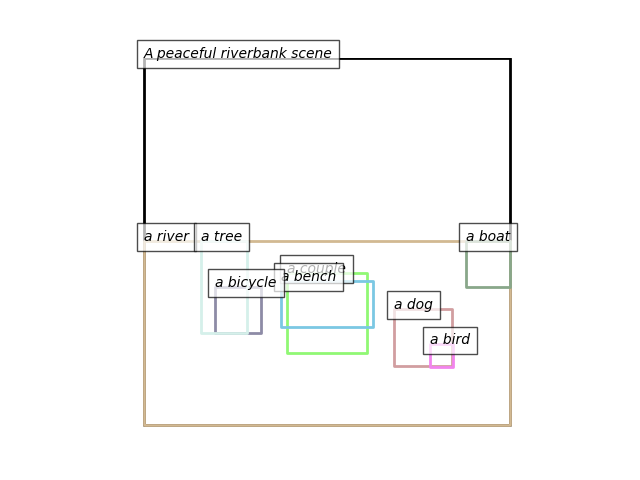 A peaceful riverbank scene
a river
a tree
a boat
a couple
a bench
a bicycle
a dog
a bird